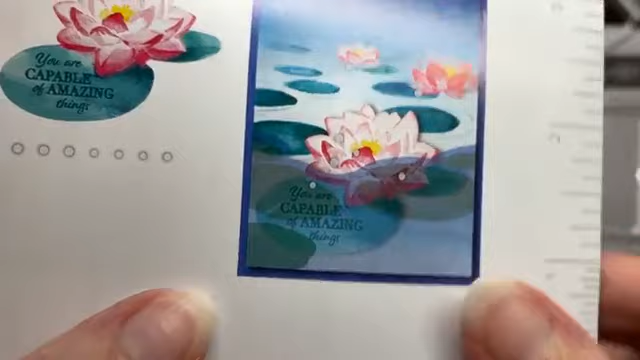 You are
CAPABLE
of AMAZING
things
You are
CAPABLE
of AMAZING
things